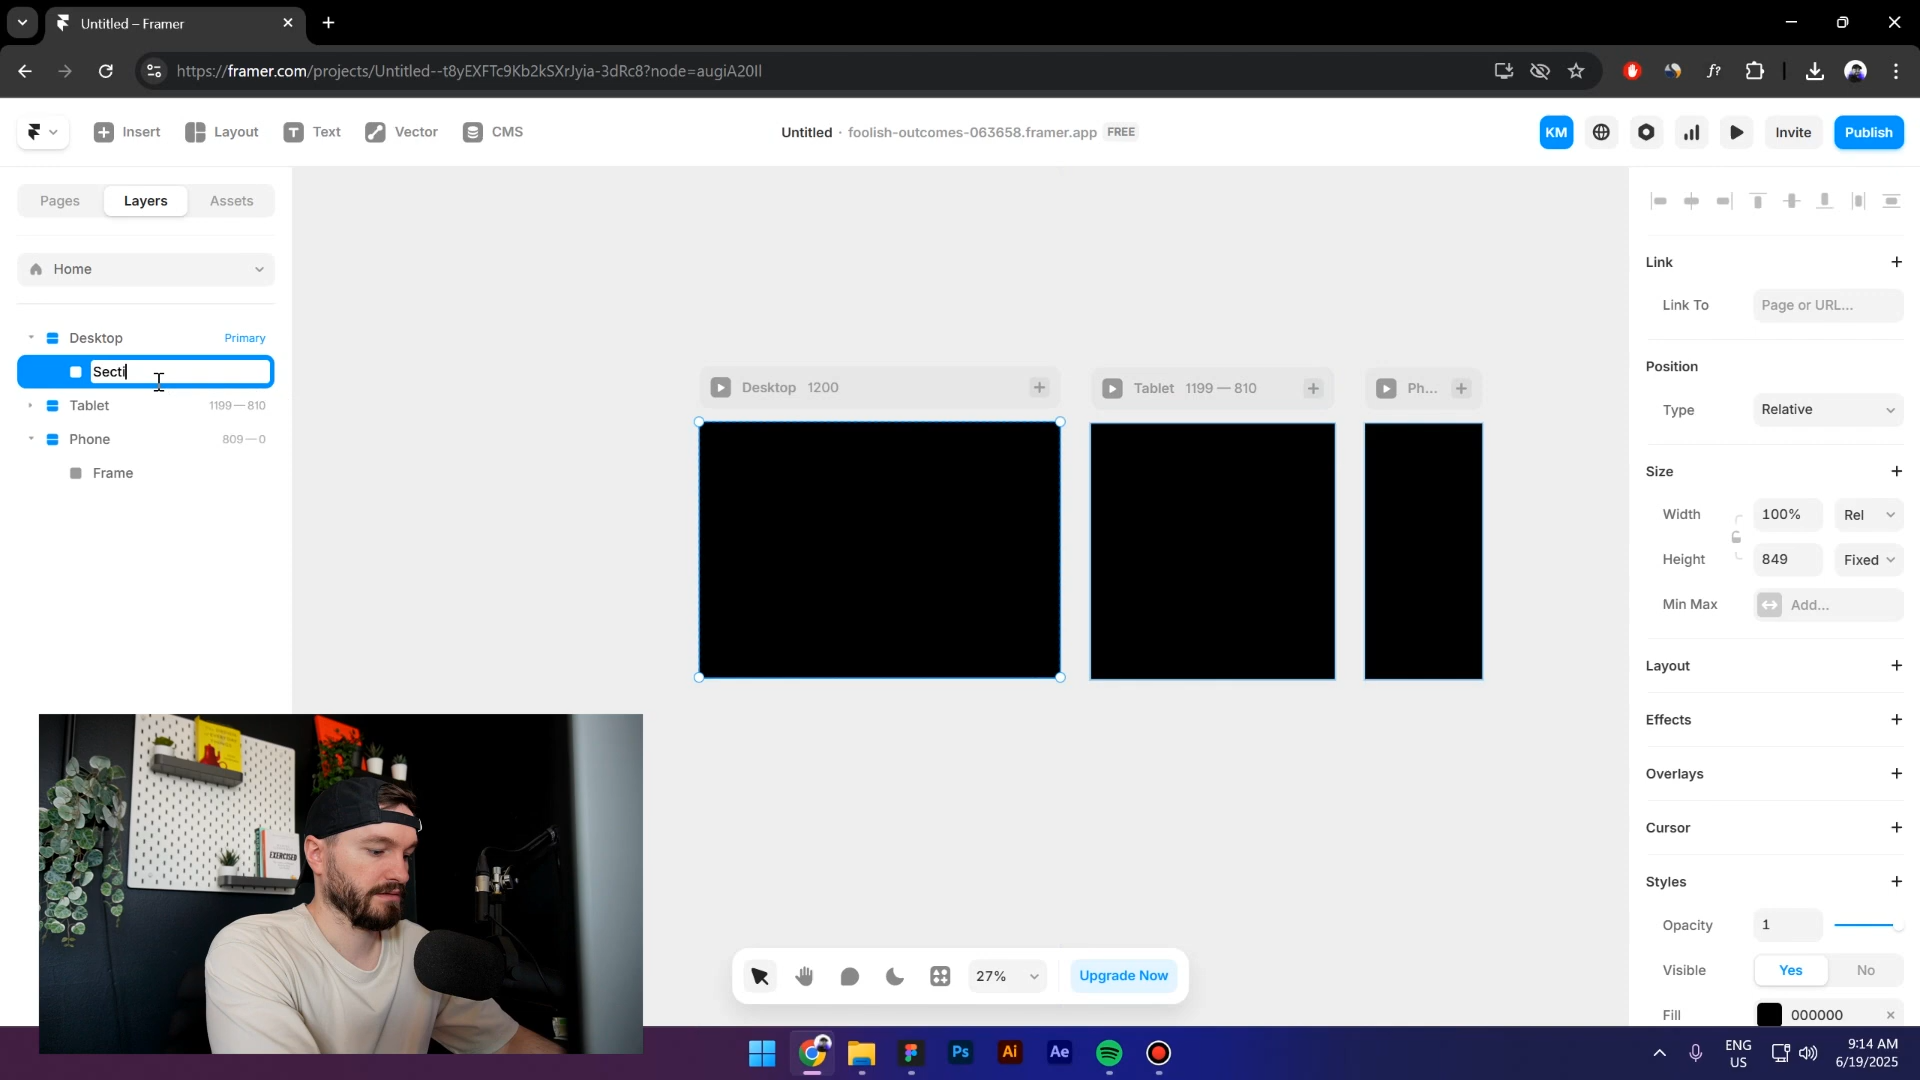 Untitled – Framer
https://framer.com/projects/Untitled--t8yEXFTc9Kb2kSXrJyia-3dRc8?node=augiA20Il
f?
Insert
Layout
Text
Vector
CMS
Untitled · foolish-outcomes-063658.framer.app FREE
KM
Invite
Publish
Pages
Layers
Assets
Home
Desktop
Primary
Secti
Tablet
1199 — 810
Phone
809 — 0
Frame
Desktop 1200
Tablet 1199 — 810
Ph...
Link
Link To
Page or URL...
Position
Type
Relative
Size
Width
100%
Rel
Height
849
Fixed
Min Max
Add...
Layout
Effects
Overlays
Cursor
Styles
Opacity
1
Visible
Yes
No
Fill
000000
27%
Upgrade Now
EXERCISED
Ps
Ai
Ae
ENG
US
9:14 AM
6/19/2025